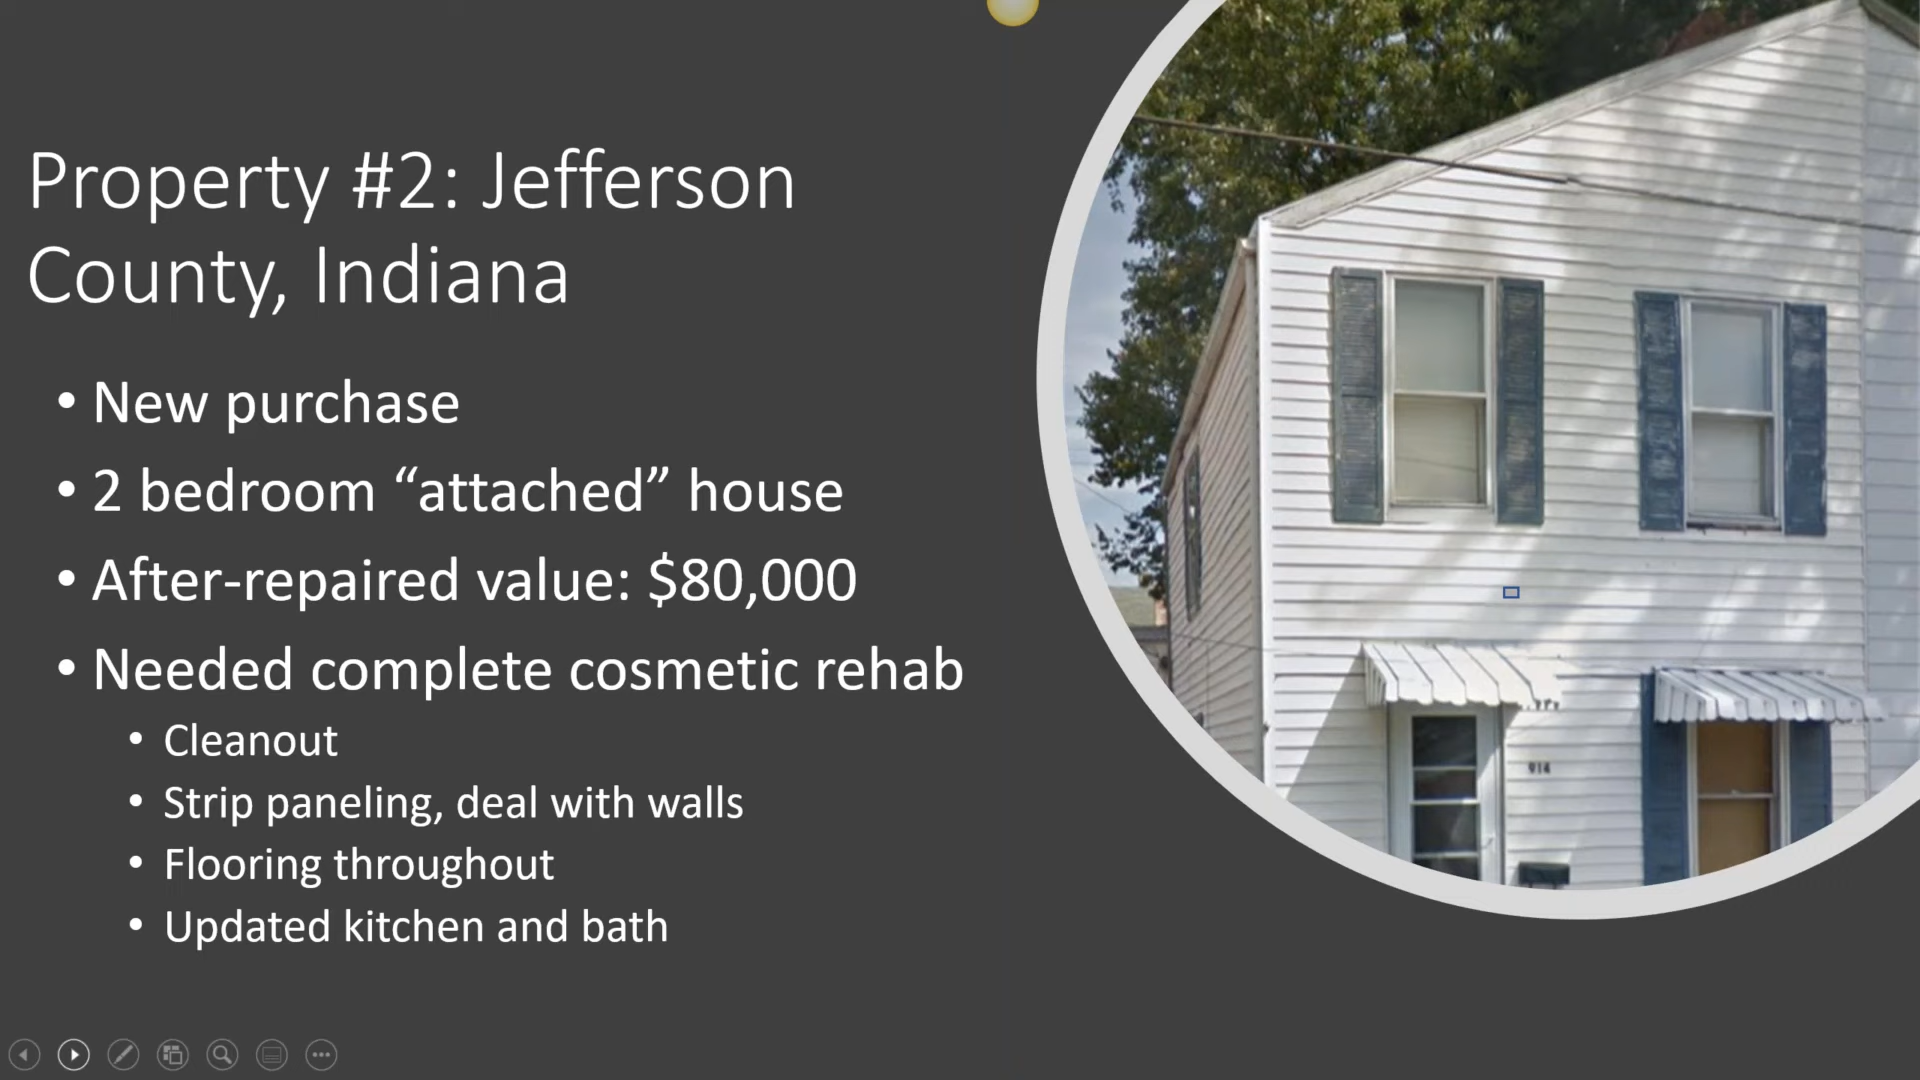 Property #2: Jefferson
County, Indiana
• New purchase
• 2 bedroom “attached” house
• After-repaired value: $80,000
• Needed complete cosmetic rehab
• Cleanout
• Strip paneling, deal with walls
• Flooring throughout
• Updated kitchen and bath
914